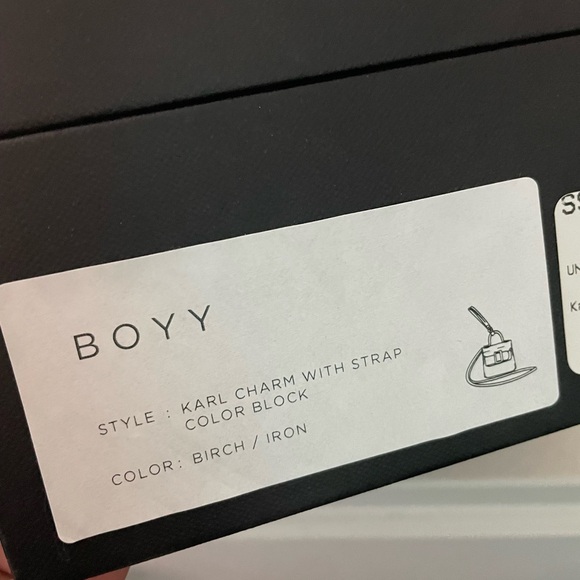 BOYY
STYLE : KARL CHARM WITH STRAP
COLOR BLOCK
COLOR : BIRCH / IRON